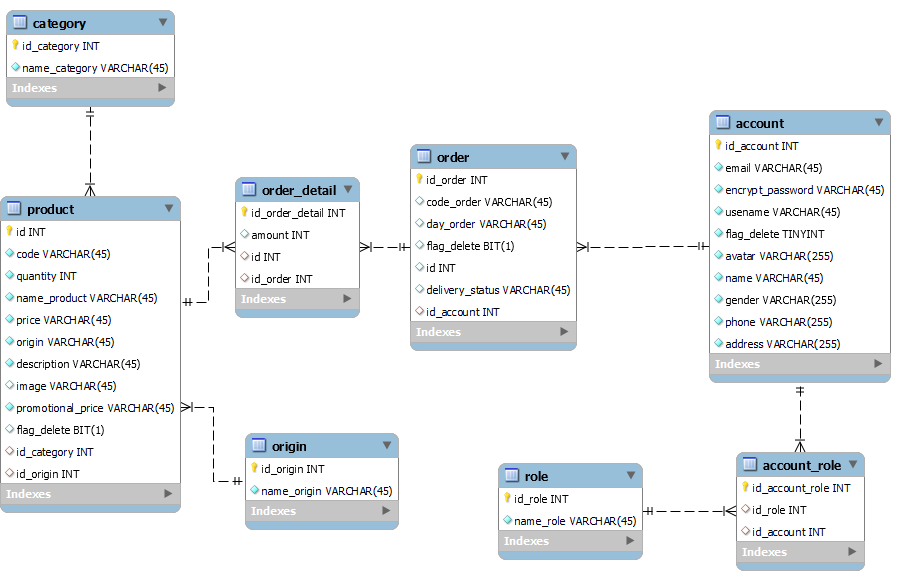 category
id_category INT
name_category VARCHAR(45)
Indexes
product
id INT
code VARCHAR(45)
quantity INT
name_product VARCHAR(45)
price VARCHAR(45)
origin VARCHAR(45)
description VARCHAR(45)
image VARCHAR(45)
promotional_price VARCHAR(45)
flag_delete BIT(1)
id_category INT
id_origin INT
Indexes
order_detail
id_order_detail INT
amount INT
id INT
id_order INT
Indexes
origin
id_origin INT
name_origin VARCHAR(45)
Indexes
order
id_order INT
code_order VARCHAR(45)
day_order VARCHAR(45)
flag_delete BIT(1)
id INT
delivery_status VARCHAR(45)
id_account INT
Indexes
account
id_account INT
email VARCHAR(45)
encrypt_password VARCHAR(45)
usename VARCHAR(45)
flag_delete TINYINT
avatar VARCHAR(255)
name VARCHAR(45)
gender VARCHAR(255)
phone VARCHAR(255)
address VARCHAR(255)
Indexes
role
id_role INT
name_role VARCHAR(45)
Indexes
account_role
id_account_role INT
id_role INT
id_account INT
Indexes